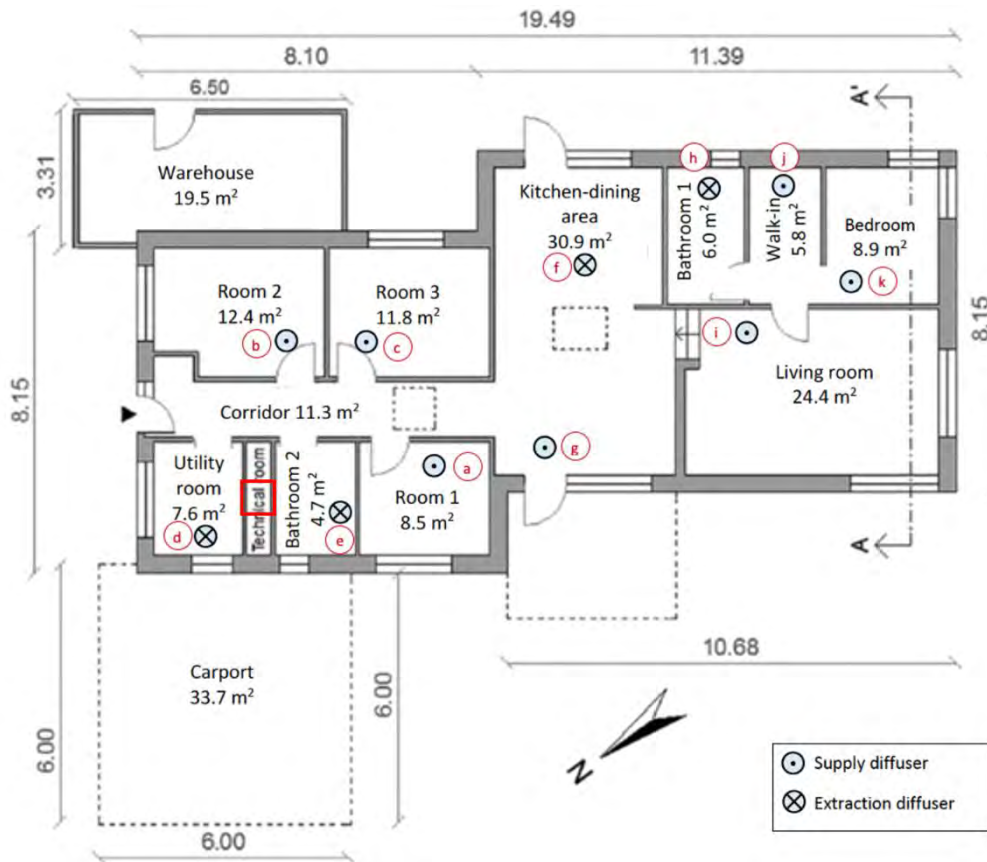 19.49
8.10
11.39
6.50
A'
3.31
Warehouse
19.5 m²
h
j
Kitchen-dining
area
30.9 m²
Bathroom 1
6.0 m²
Walk-in
5.8 m²
Bedroom
8.9 m²
f
k
Room 2
12.4 m²
Room 3
11.8 m²
b
c
i
8.15
8.15
Living room
24.4 m²
Corridor 11.3 m²
g
Utility
room
7.6 m²
d
Technical room
Bathroom 2
4.7 m²
e
a
Room 1
8.5 m²
A
10.68
Carport
33.7 m²
6.00
6.00
N
Supply diffuser
Extraction diffuser
6.00